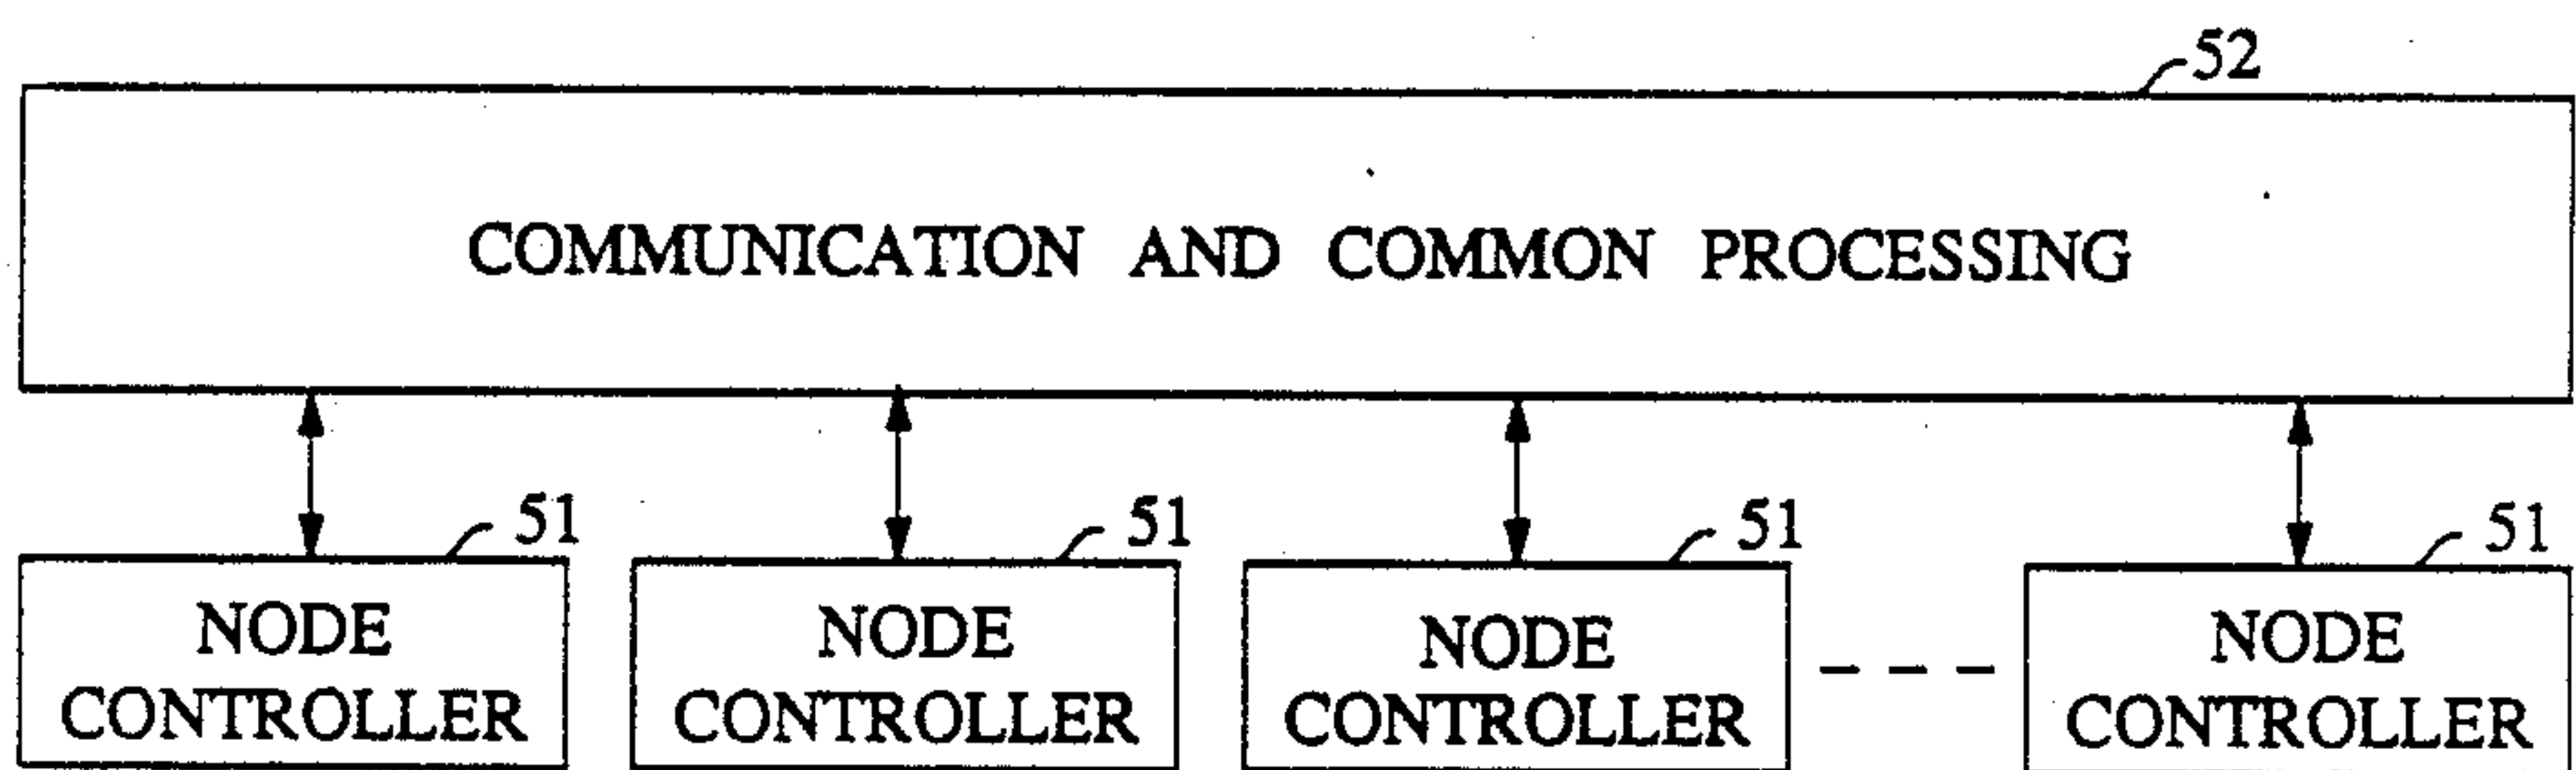 52
COMMUNICATION AND COMMON PROCESSING
51
51
51
51
NODE
CONTROLLER
NODE
CONTROLLER
NODE
CONTROLLER
NODE
CONTROLLER